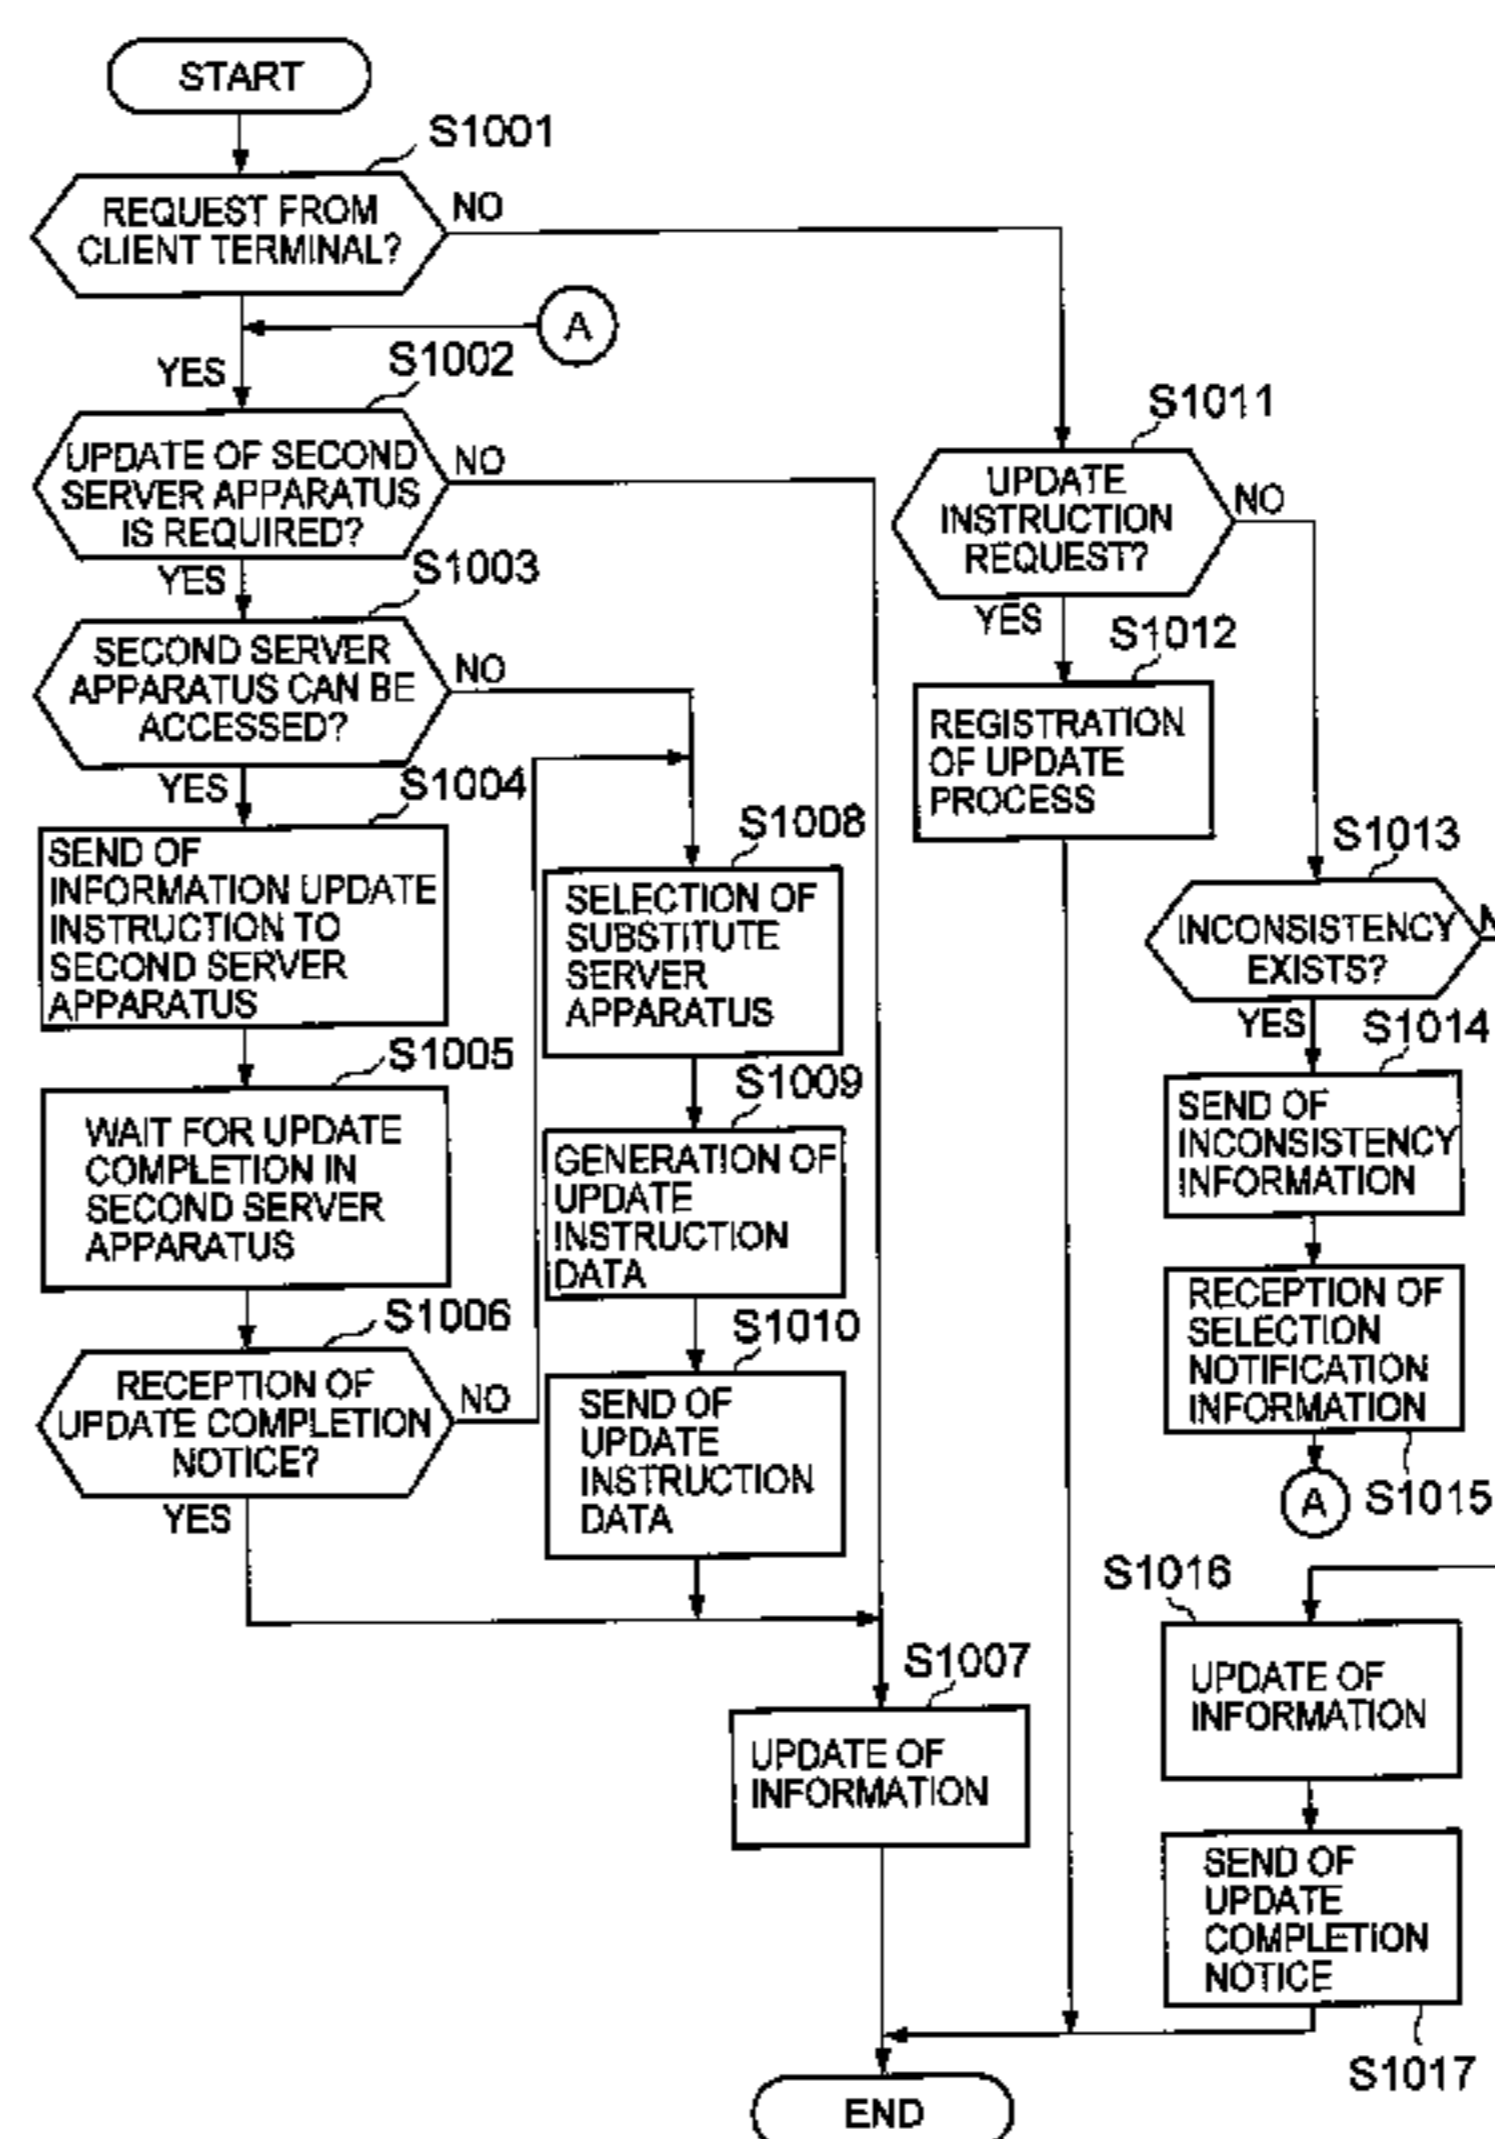 START
S1001
REQUEST FROM
CLIENT TERMINAL?
NO
A
YES
S1002
UPDATE OF SECOND
SERVER APPARATUS
IS REQUIRED?
NO
YES
S1003
SECOND SERVER
APPARATUS CAN BE
ACCESSED?
NO
YES
S1004
SEND OF
INFORMATION UPDATE
INSTRUCTION TO
SECOND SERVER
APPARATUS
S1005
WAIT FOR UPDATE
COMPLETION IN
SECOND SERVER
APPARATUS
S1006
RECEPTION OF
UPDATE COMPLETION
NOTICE?
NO
YES
S1008
SELECTION OF
SUBSTITUTE
SERVER
APPARATUS
S1009
GENERATION OF
UPDATE
INSTRUCTION
DATA
S1010
SEND OF
UPDATE
INSTRUCTION
DATA
S1007
UPDATE OF
INFORMATION
S1011
UPDATE
INSTRUCTION
REQUEST?
NO
YES
S1012
REGISTRATION
OF UPDATE
PROCESS
S1013
INCONSISTENCY
EXISTS?
YES
S1014
SEND OF
INCONSISTENCY
INFORMATION
RECEPTION OF
SELECTION
NOTIFICATION
INFORMATION
A
S1015
S1016
UPDATE OF
INFORMATION
SEND OF
UPDATE
COMPLETION
NOTICE
S1017
END